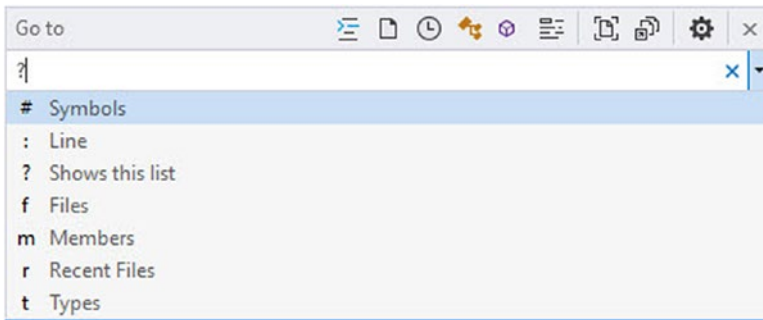 Go to
?
# Symbols
: Line
? Shows this list
f Files
m Members
r Recent Files
t Types